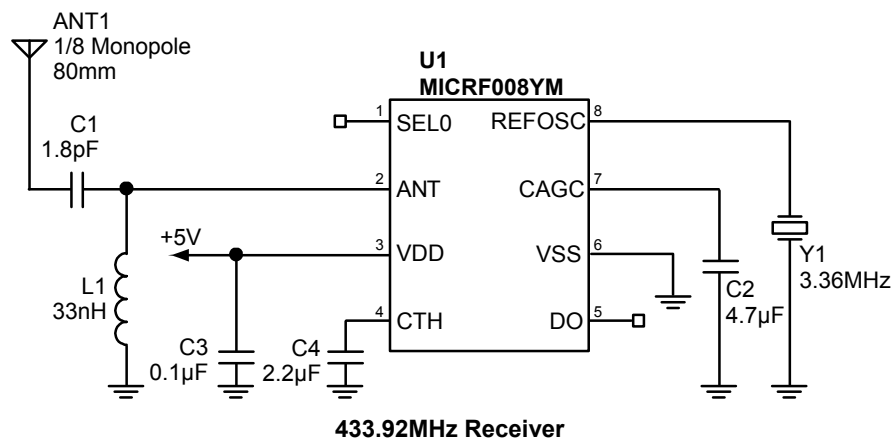 ANT1
1/8 Monopole
80mm
U1
MICRF008YM
C1
1.8pF
1
SEL0
REFOSC
8
2
ANT
CAGC
7
+5V
3
VDD
VSS
6
L1
33nH
4
CTH
DO
5
C2
4.7µF
Y1
3.36MHz
C3
0.1µF
C4
2.2µF
433.92MHz Receiver